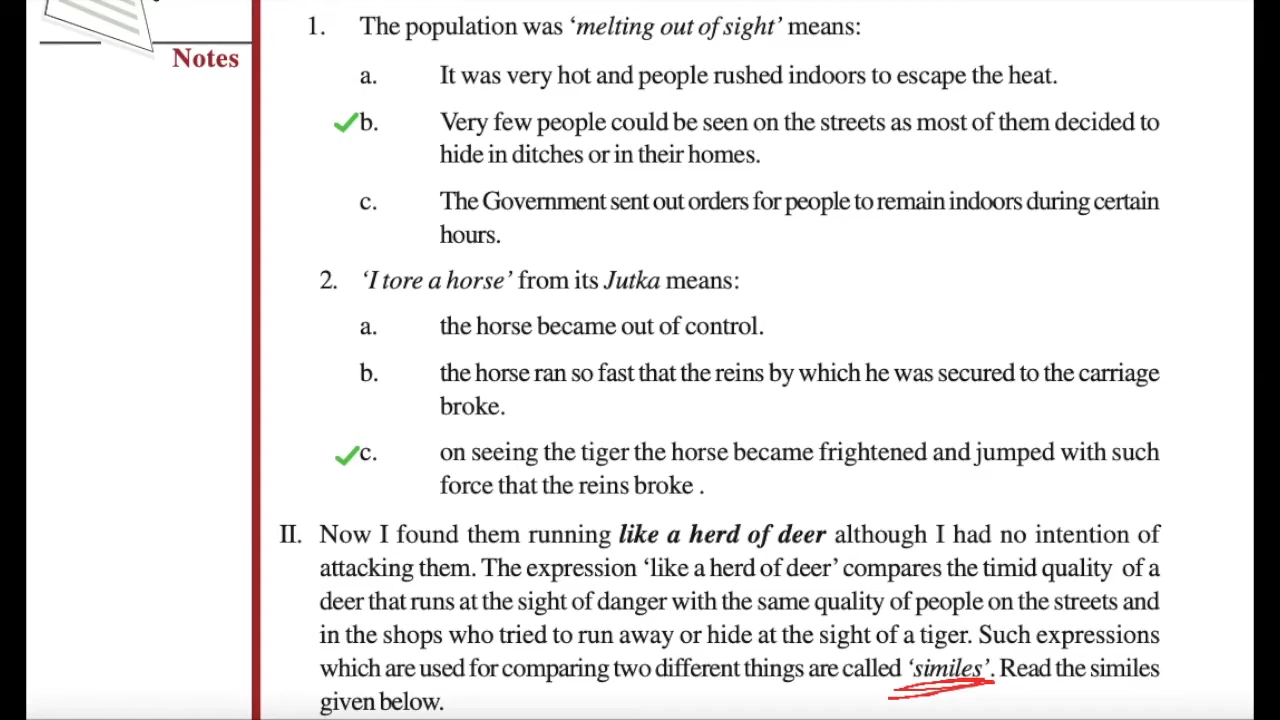 Notes
1. The population was ‘melting out of sight’ means:
a. It was very hot and people rushed indoors to escape the heat.
b. Very few people could be seen on the streets as most of them decided to
hide in ditches or in their homes.
c. The Government sent out orders for people to remain indoors during certain
hours.
2. ‘I tore a horse’ from its Jutka means:
a. the horse became out of control.
b. the horse ran so fast that the reins by which he was secured to the carriage
broke.
c. on seeing the tiger the horse became frightened and jumped with such
force that the reins broke .
II. Now I found them running like a herd of deer although I had no intention of
attacking them. The expression ‘like a herd of deer’ compares the timid quality of a
deer that runs at the sight of danger with the same quality of people on the streets and
in the shops who tried to run away or hide at the sight of a tiger. Such expressions
which are used for comparing two different things are called ‘similes’. Read the similes
given below.